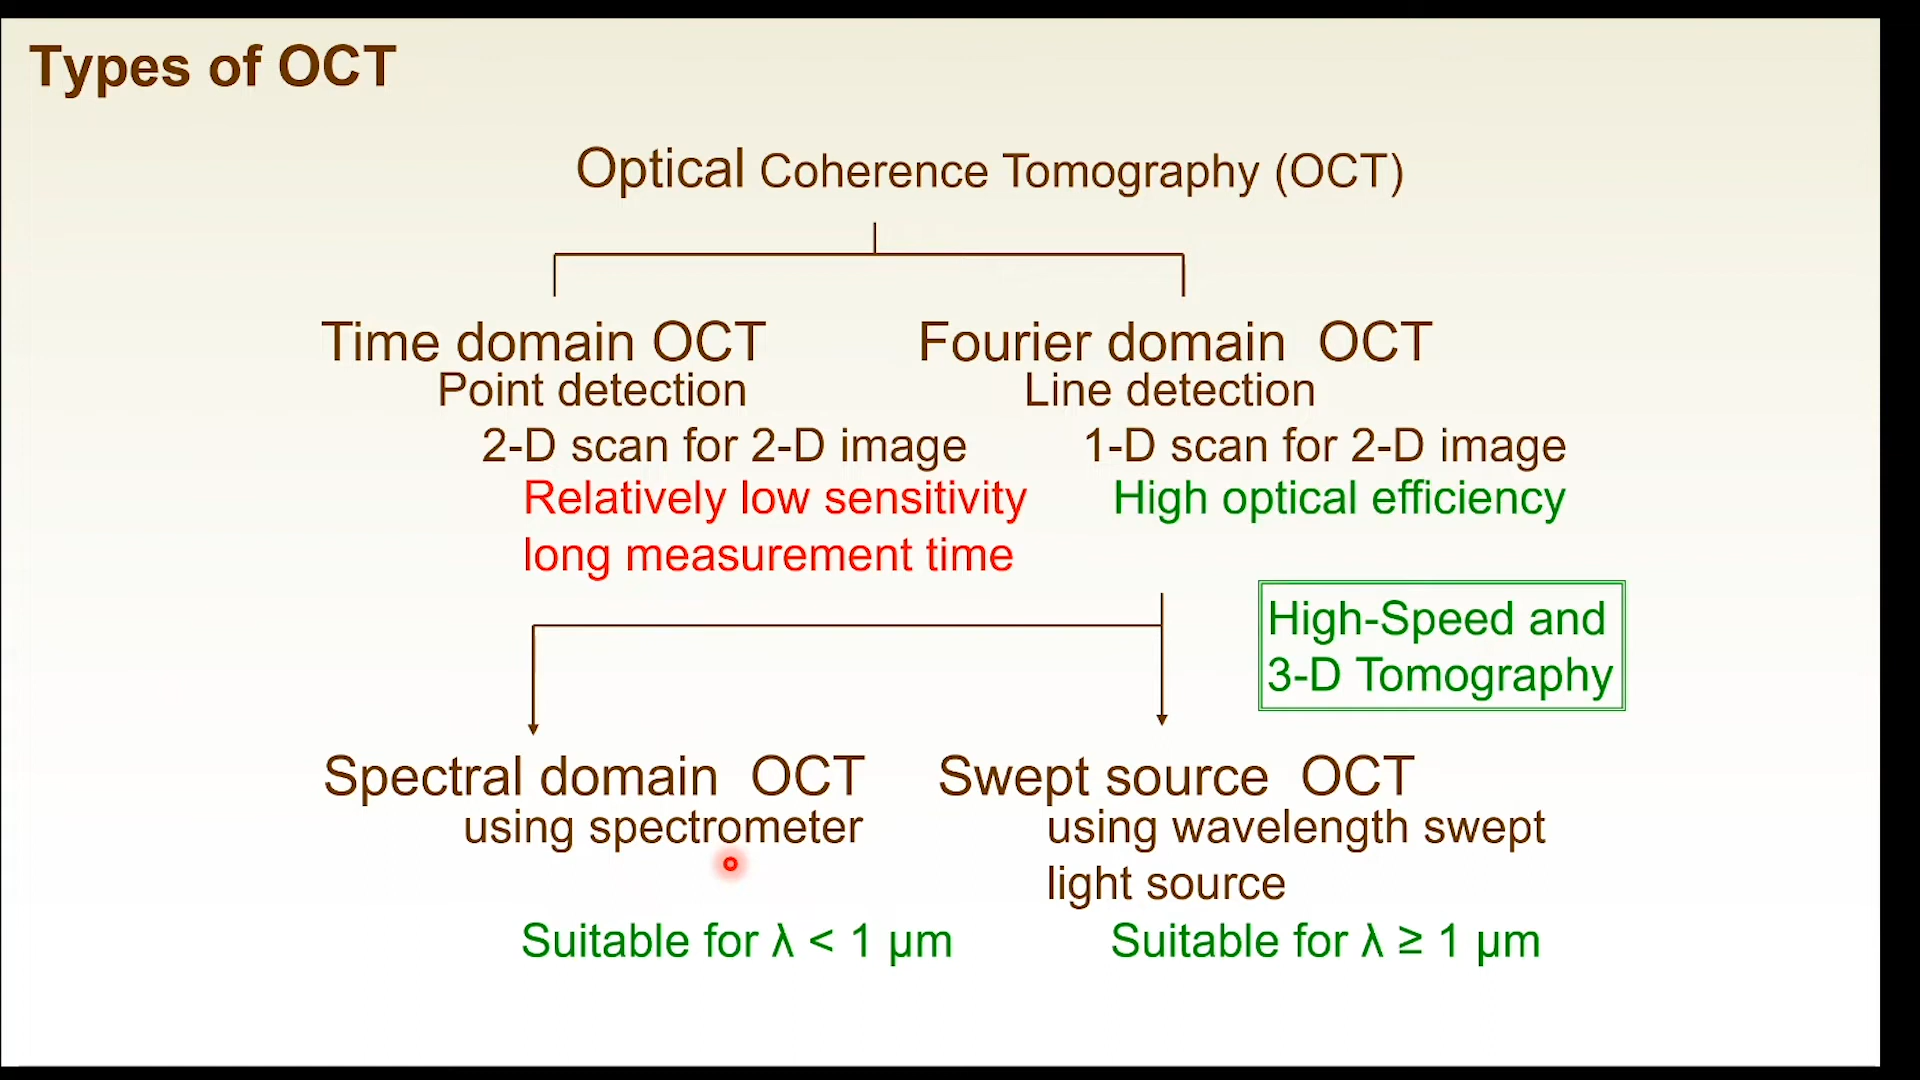 Types of OCT
Optical Coherence Tomography (OCT)
Time domain OCT
Point detection
2-D scan for 2-D image
Relatively low sensitivity
long measurement time
Fourier domain OCT
Line detection
1-D scan for 2-D image
High optical efficiency
High-Speed and
3-D Tomography
Spectral domain OCT
using spectrometer
Suitable for λ < 1 μm
Swept source OCT
using wavelength swept
light source
Suitable for λ ≥ 1 μm